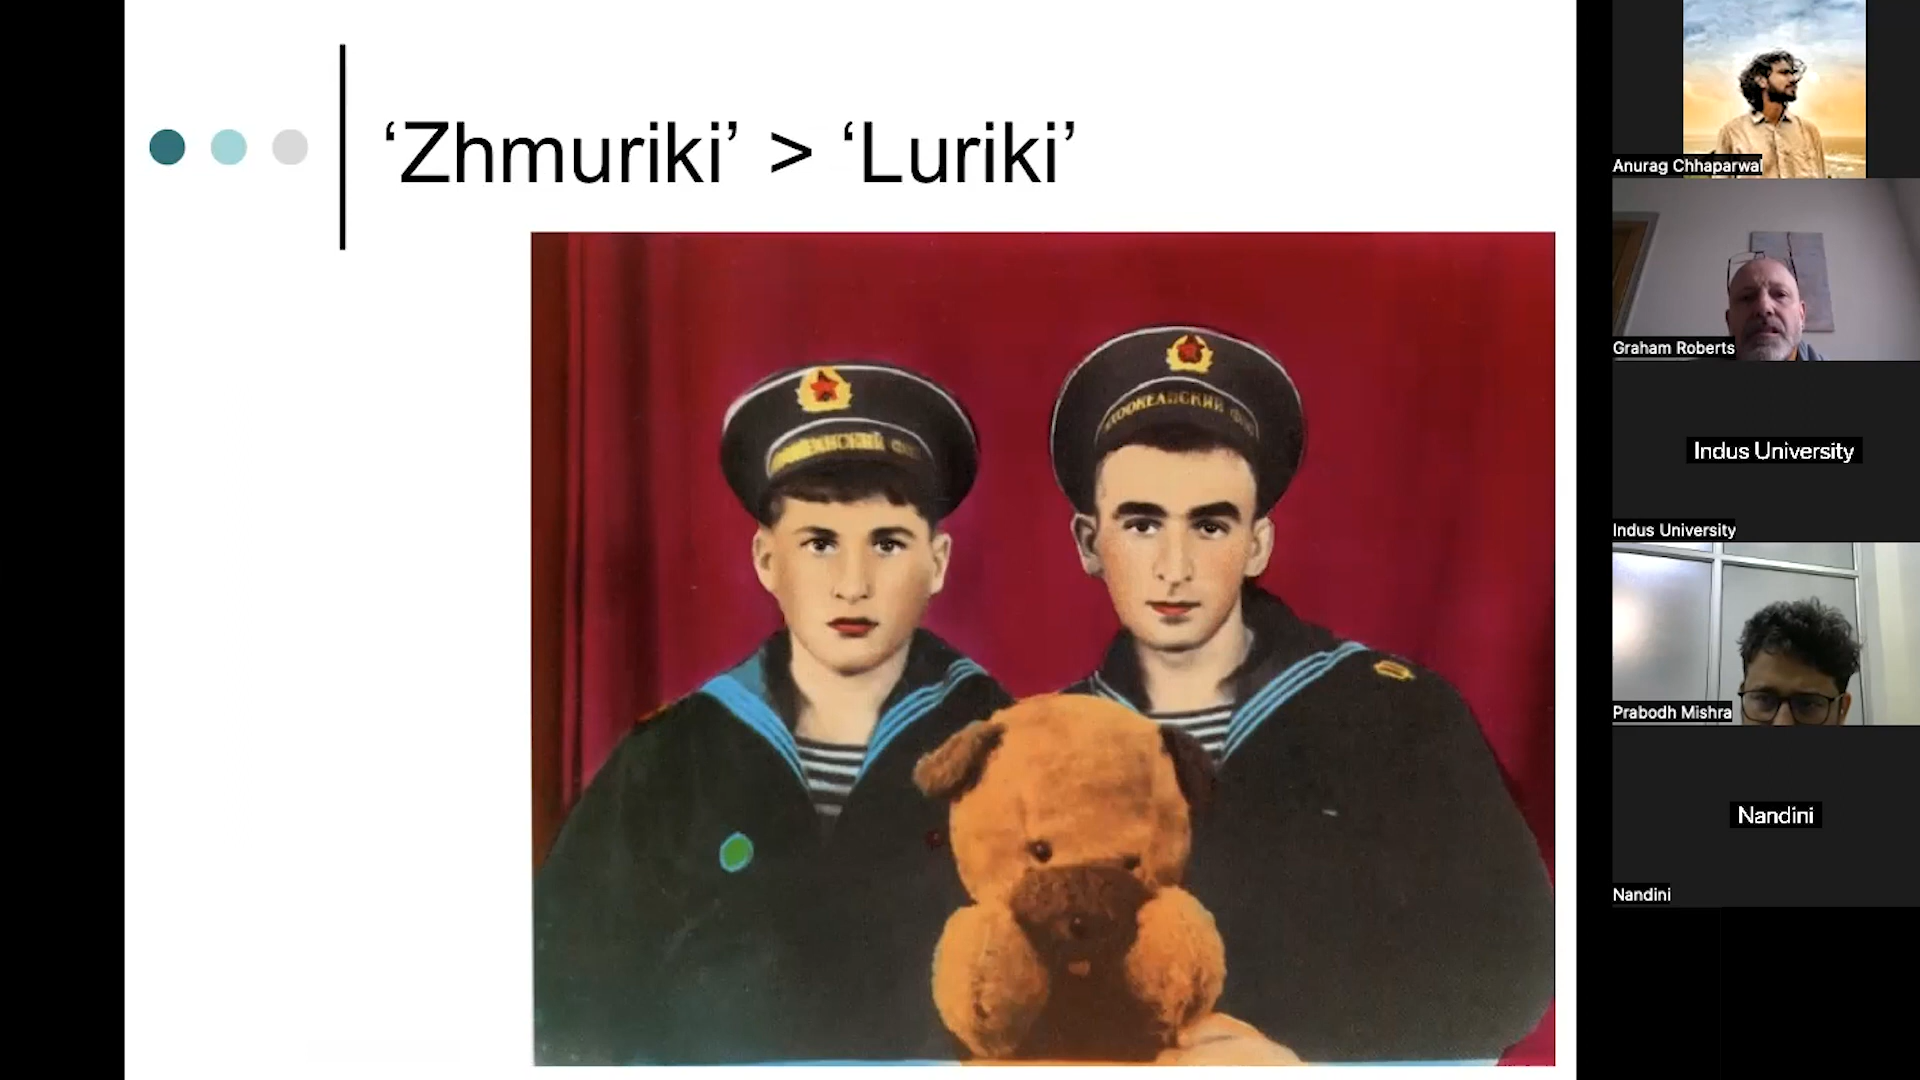 ‘Zhmuriki’ > ‘Luriki’
Anurag Chhaparwal
Graham Roberts
Indus University
Indus University
Prabodh Mishra
Nandini
Nandini